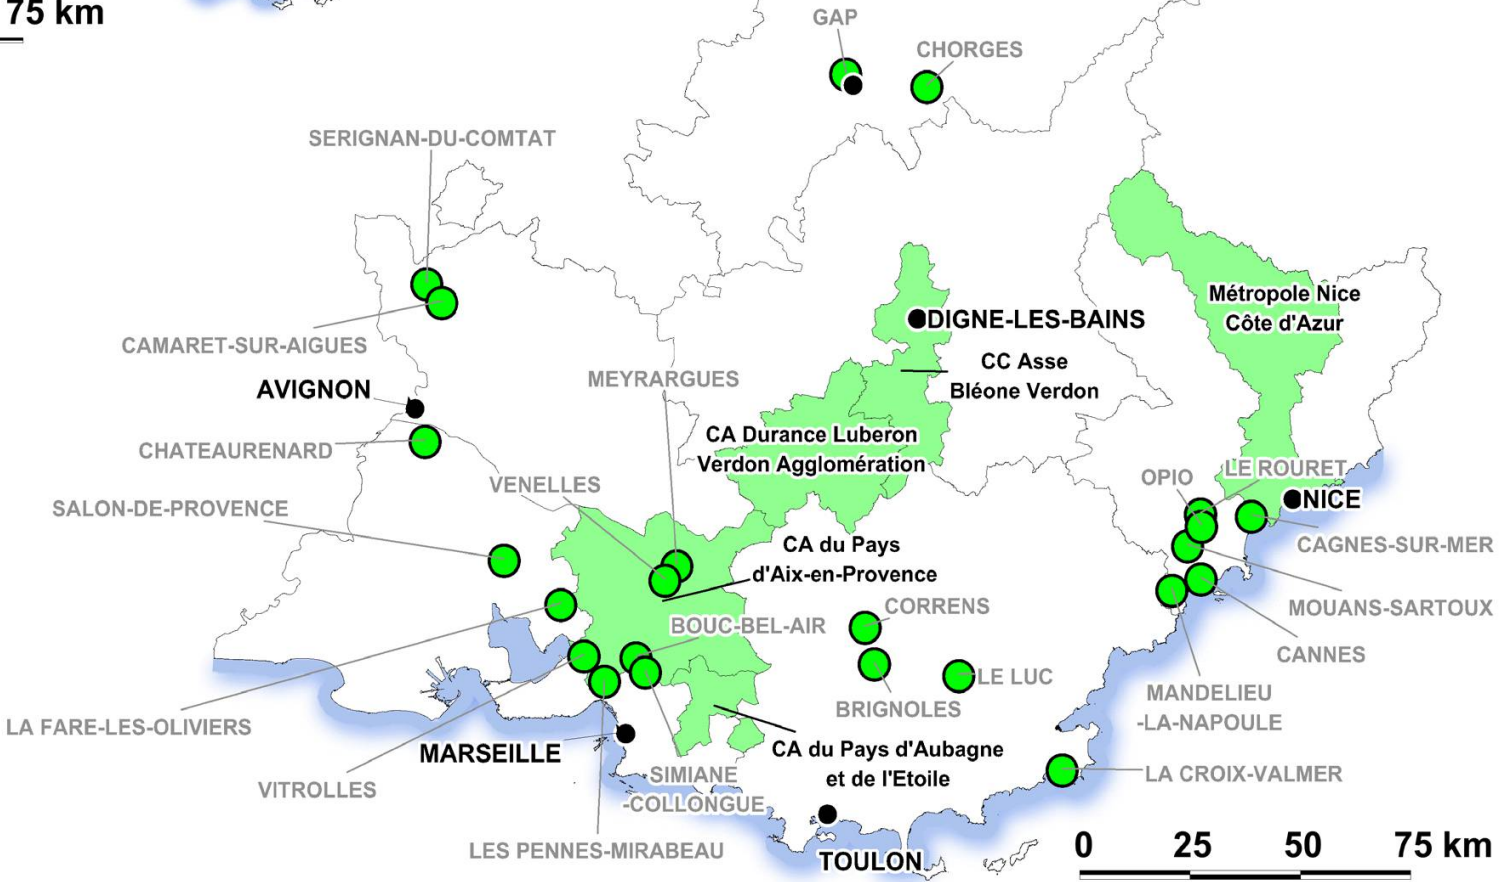 75 km
GAP
CHORGES
SERIGNAN-DU-COMTAT
Métropole Nice
Côte d'Azur
DIGNE-LES-BAINS
CAMARET-SUR-AIGUES
CC Asse
Bléone Verdon
AVIGNON
MEYRARGUES
CHATEAURENARD
CA Durance Luberon
Verdon Agglomération
VENELLES
OPIO
LE ROURET
NICE
SALON-DE-PROVENCE
CA du Pays
d'Aix-en-Provence
CAGNES-SUR-MER
CORRENS
MOUANS-SARTOUX
BOUC-BEL-AIR
CANNES
LE LUC
MANDELIEU
-LA-NAPOULE
BRIGNOLES
LA FARE-LES-OLIVIERS
MARSEILLE
CA du Pays d'Aubagne
et de l'Etoile
SIMIANE
-COLLONGUE
LA CROIX-VALMER
VITROLLES
LES PENNES-MIRABEAU
TOULON
0 25 50 75 km